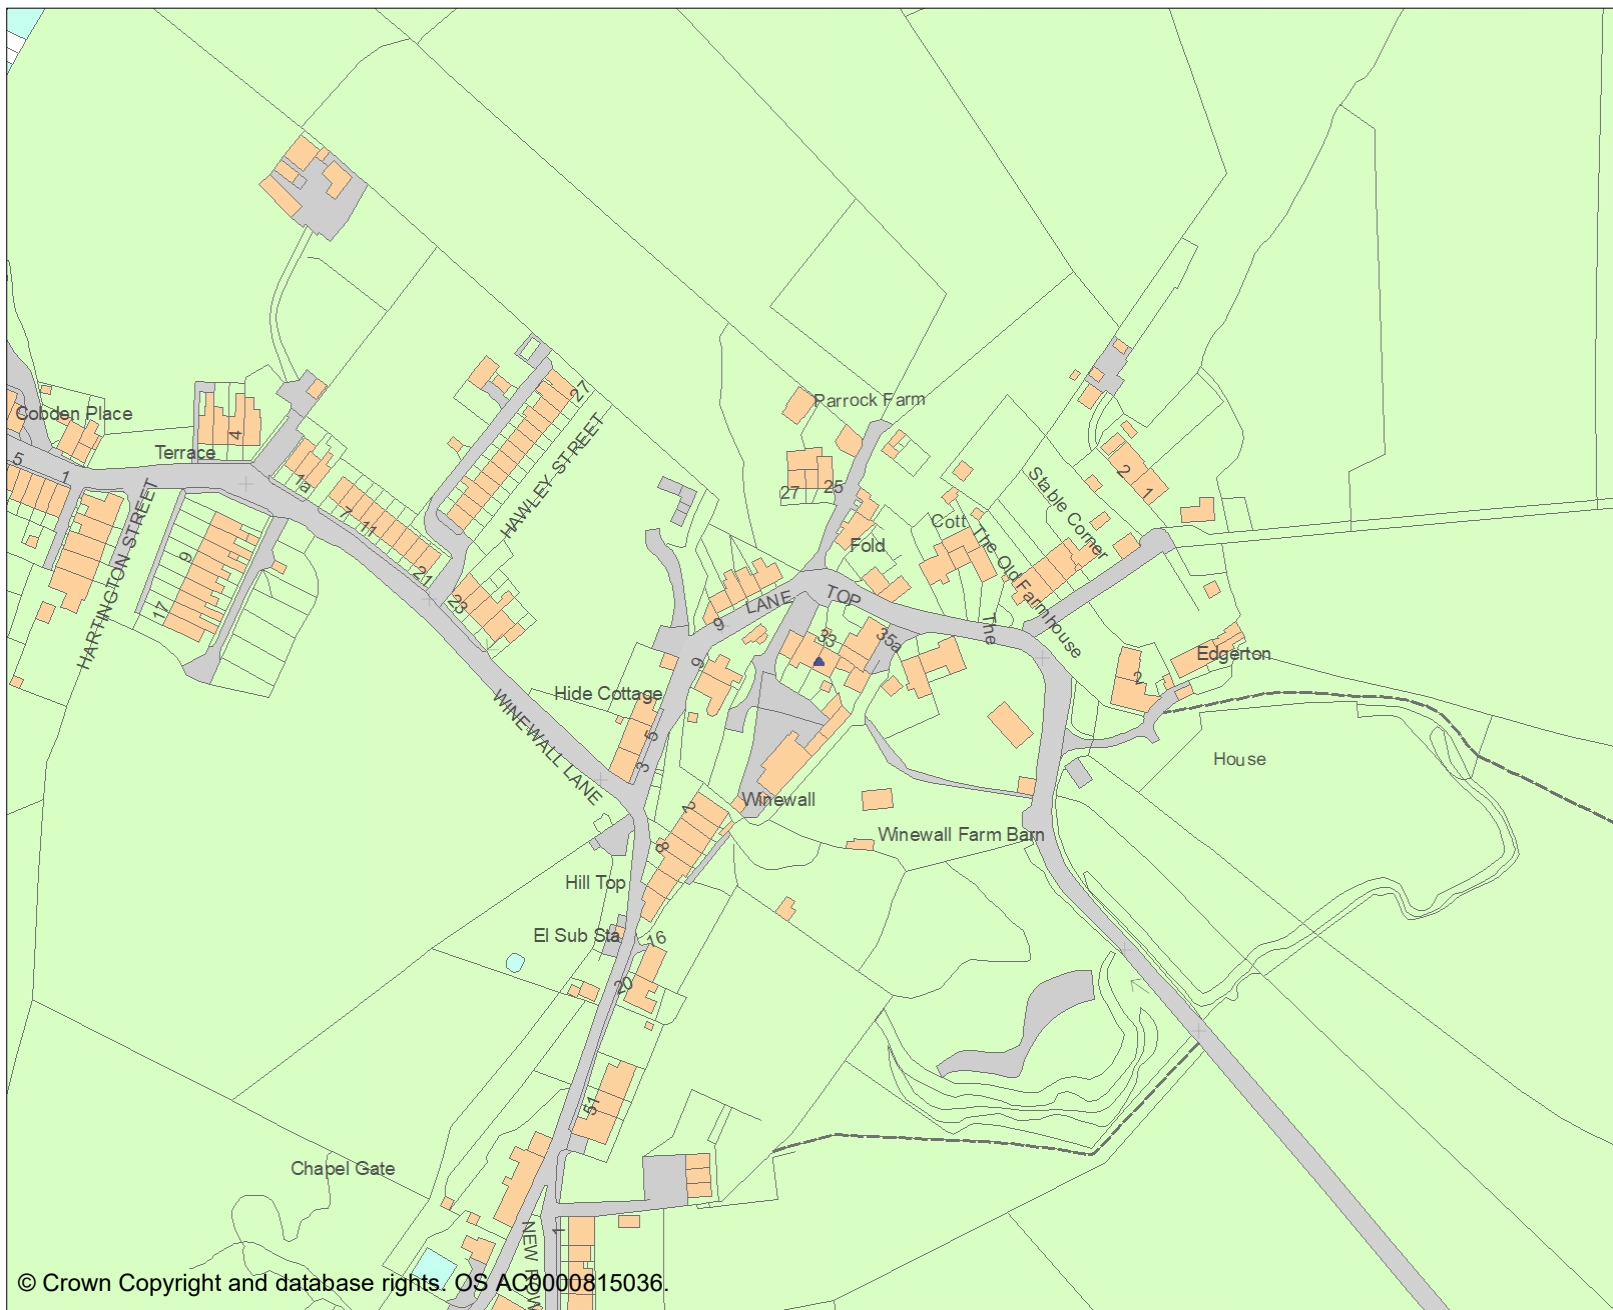 27
Parrock Farm
Cobden Place
4
HAWLEY STREET
Terrace
5
1
1a
7
11
21
23
HARTINGTON STREET
9
17
27
25
Fold
Cott
Stable Corner
2
1
The Old Farmhouse
The
LANE TOP
9
9
33
35a
Edgerton
2
Hide Cottage
5
3
WINEWALL LANE
House
Winewall
2
8
Winewall Farm Barn
Hill Top
El Sub Sta
16
20
51
Chapel Gate
1
NEW ROW
© Crown Copyright and database rights. OS AC0000815036.